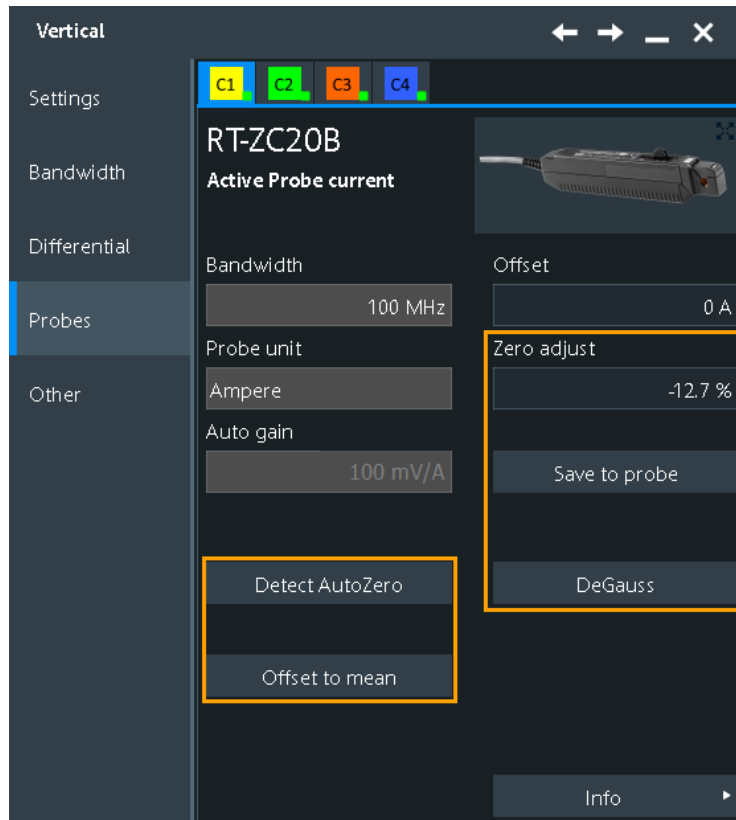 Vertical
Settings
Bandwidth
Differential
Probes
Other
C1 C2 C3 C4
RT-ZC20B
Active Probe current
Bandwidth
100 MHz
Offset
0 A
Probe unit
Ampere
Zero adjust
-12.7 %
Auto gain
100 mV/A
Save to probe
Detect AutoZero
DeGauss
Offset to mean
Info